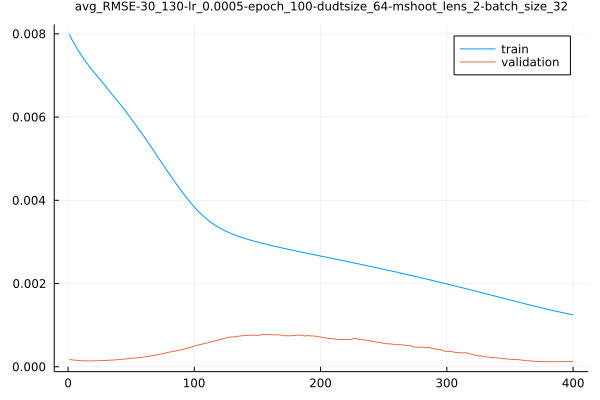 avg_RMSE-30_130-lr_0.0005-epoch_100-dudtsize_64-mshoot_lens_2-batch_size_32
0.008
train
validation
0.006
0.004
0.002
0.000
0 100 200 300 400